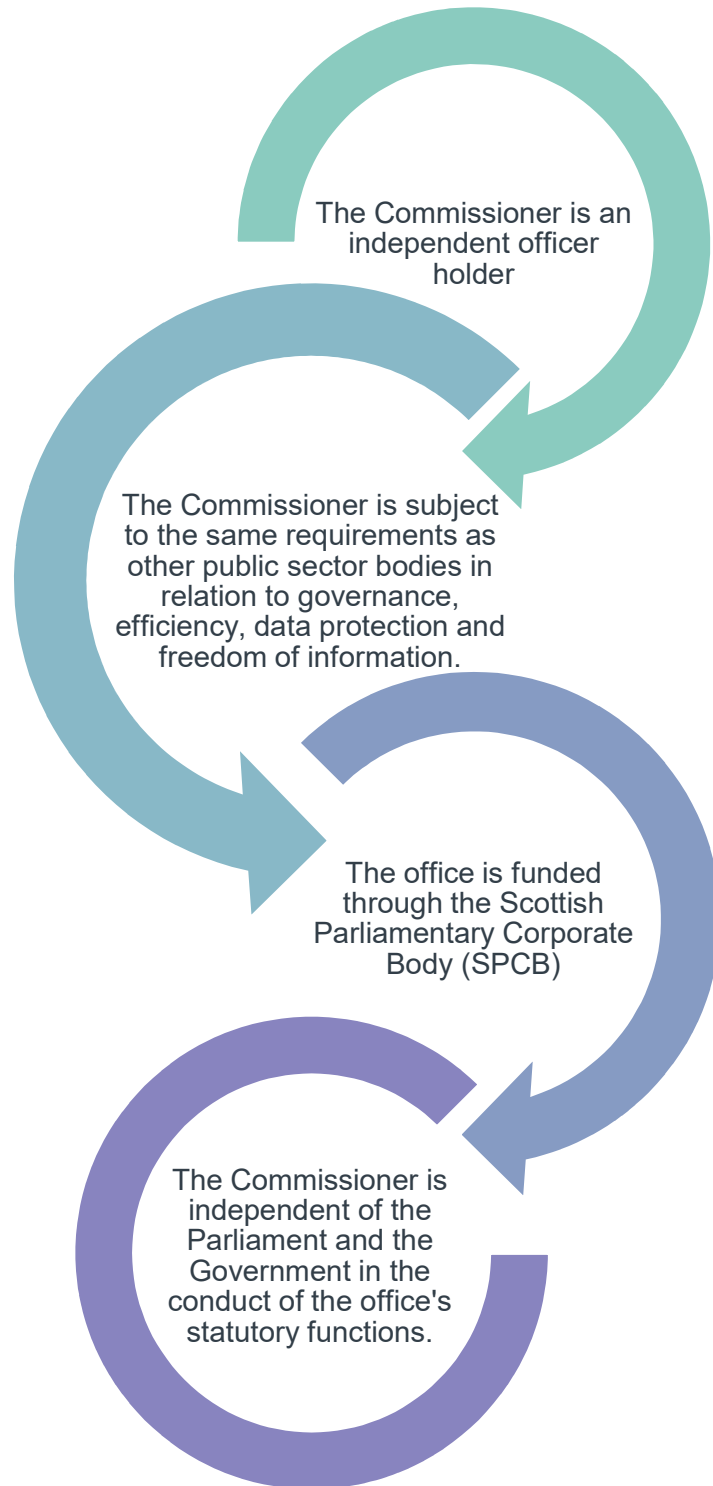 The Commissioner is an
independent officer
holder
The Commissioner is subject
to the same requirements as
other public sector bodies in
relation to governance,
efficiency, data protection and
freedom of information.
The office is funded
through the Scottish
Parliamentary Corporate
Body (SPCB)
The Commissioner is
independent of the
Parliament and the
Government in the
conduct of the office's
statutory functions.